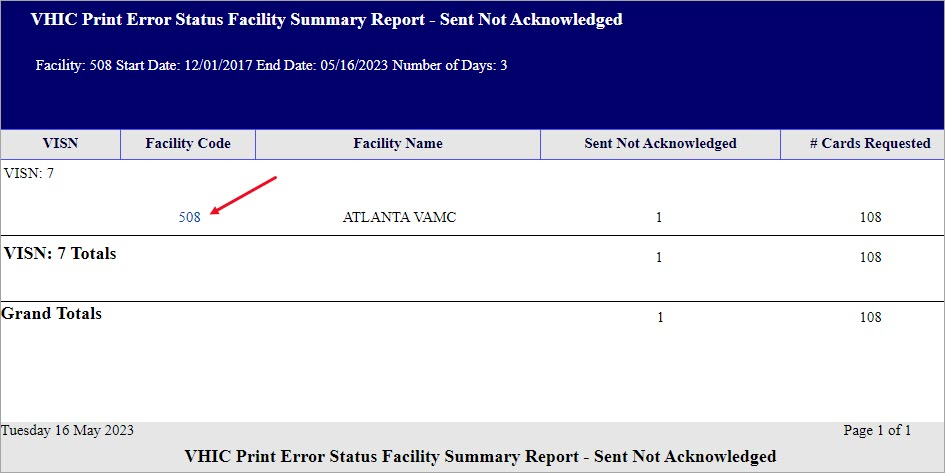 VHIC Print Error Status Facility Summary Report - Sent Not Acknowledged
Facility: 508 Start Date: 12/01/2017 End Date: 05/16/2023 Number of Days: 3
VISN Facility Code Facility Name Sent Not Acknowledged # Cards Requested
VISN: 7
508 ATLANTA VAMC 1 108
VISN: 7 Totals 1 108
Grand Totals 1 108
Tuesday 16 May 2023 Page 1 of 1
VHIC Print Error Status Facility Summary Report - Sent Not Acknowledged